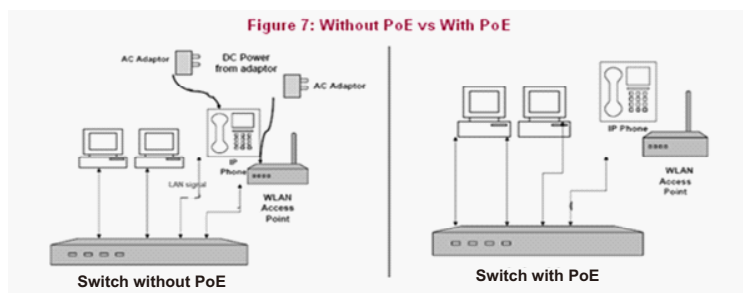 Figure 7: Without PoE vs With PoE
AC Adaptor
DC Power
from adaptor
AC Adaptor
IP
Phone
LAN signal
WLAN
Access
Point
Switch without PoE
IP Phone
WLAN
Access
Point
Switch with PoE